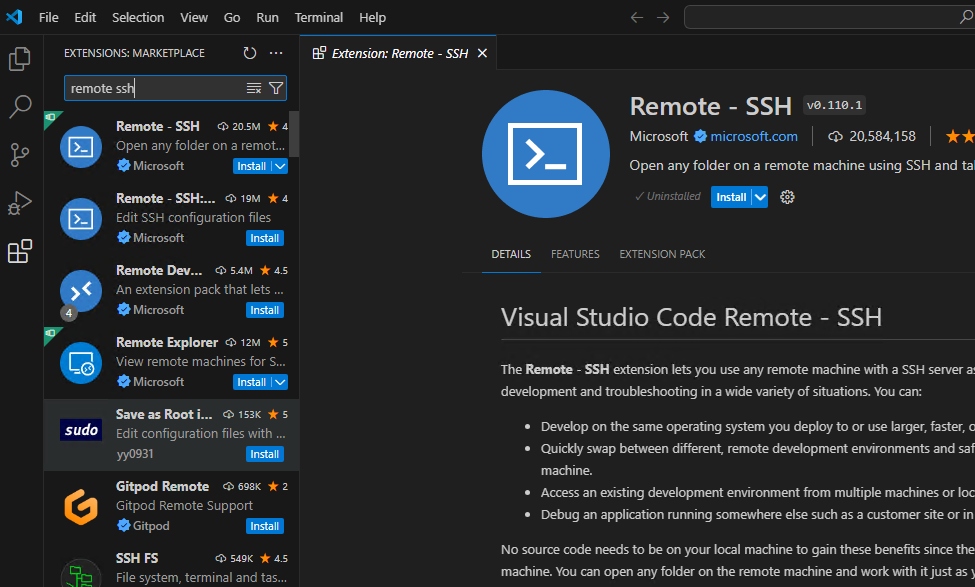 File Edit Selection View Go Run Terminal Help
EXTENSIONS: MARKETPLACE
remote ssh
Remote - SSH 20.5M 4
Open any folder on a remot...
Microsoft Install
Remote - SSH:... 19M 4
Edit SSH configuration files
Microsoft Install
Remote Dev... 5.4M 4.5
An extension pack that lets ...
4 Microsoft Install
Remote Explorer 12M 5
View remote machines for S...
Microsoft Install
Save as Root i... 153K 5
sudo
Edit configuration files with ...
yy0931 Install
Gitpod Remote 698K 2
Gitpod Remote Support
Gitpod Install
SSH FS 549K 4.5
File system, terminal and tas...
Extension: Remote - SSH
Remote - SSH v0.110.1
Microsoft microsoft.com 20,584,158
Open any folder on a remote machine using SSH and ta
Uninstalled Install
DETAILS FEATURES EXTENSION PACK
Visual Studio Code Remote - SSH
The Remote - SSH extension lets you use any remote machine with a SSH server as
development and troubleshooting in a wide variety of situations. You can:
• Develop on the same operating system you deploy to or use larger, faster, o
• Quickly swap between different, remote development environments and saf
machine.
• Access an existing development environment from multiple machines or loc
• Debug an application running somewhere else such as a customer site or in
No source code needs to be on your local machine to gain these benefits since the
machine. You can open any folder on the remote machine and work with it just as y